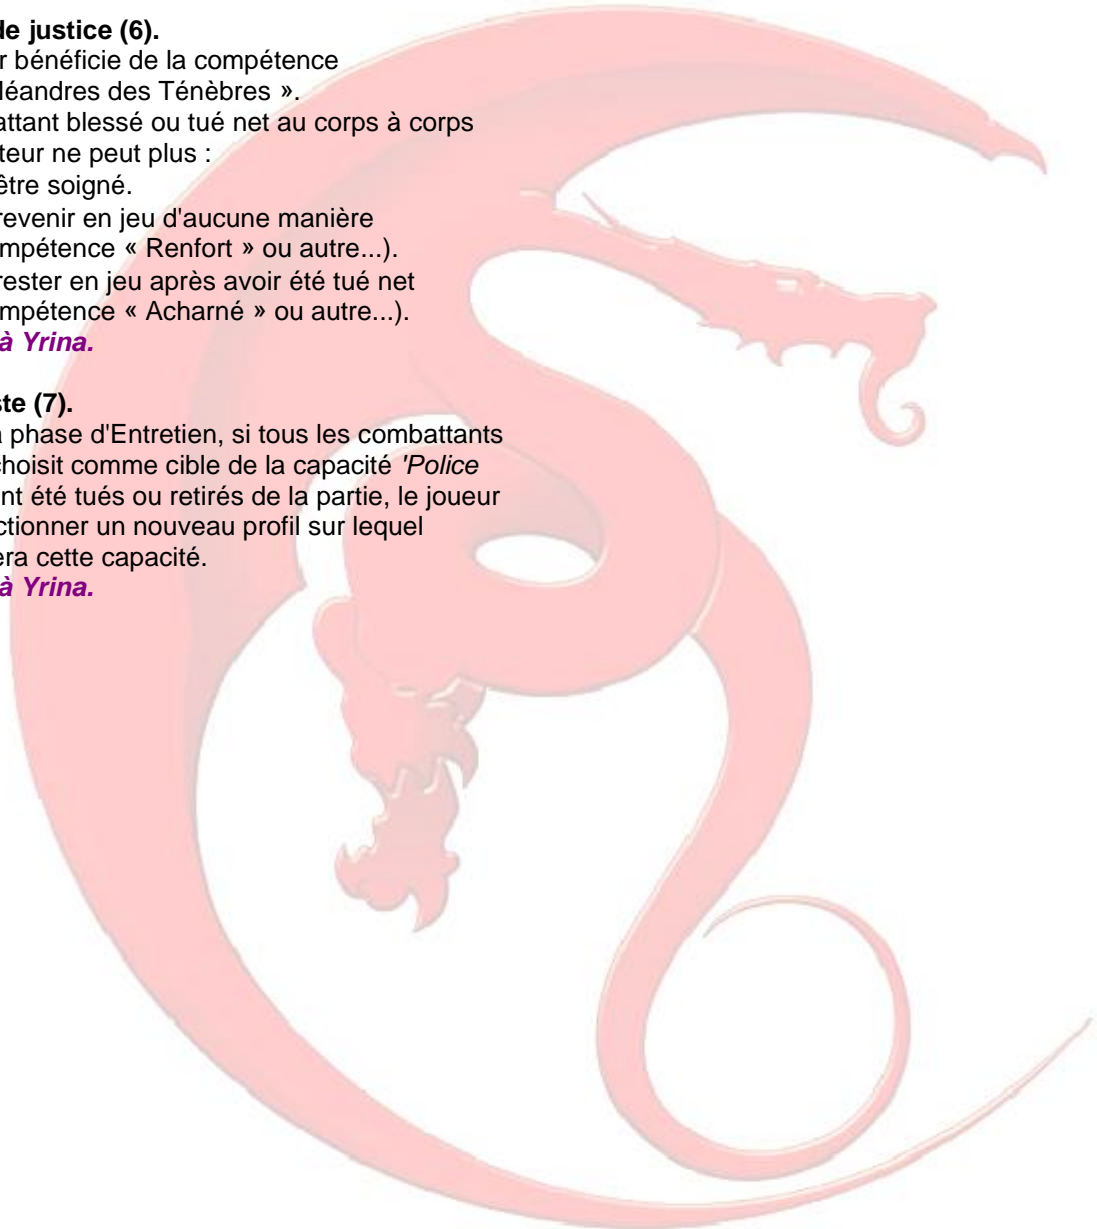 de justice (6).
r bénéficie de la compétence
éandres des Ténèbres ».
attant blessé ou tué net au corps à corps
teur ne peut plus :
être soigné.
revenir en jeu d'aucune manière
mpétence « Renfort » ou autre...).
rester en jeu après avoir été tué net
mpétence « Acharné » ou autre...).
à Yrina.
ste (7).
a phase d'Entretien, si tous les combattants
choisit comme cible de la capacité 'Police
nt été tués ou retirés de la partie, le joueur
ctionner un nouveau profil sur lequel
era cette capacité.
à Yrina.